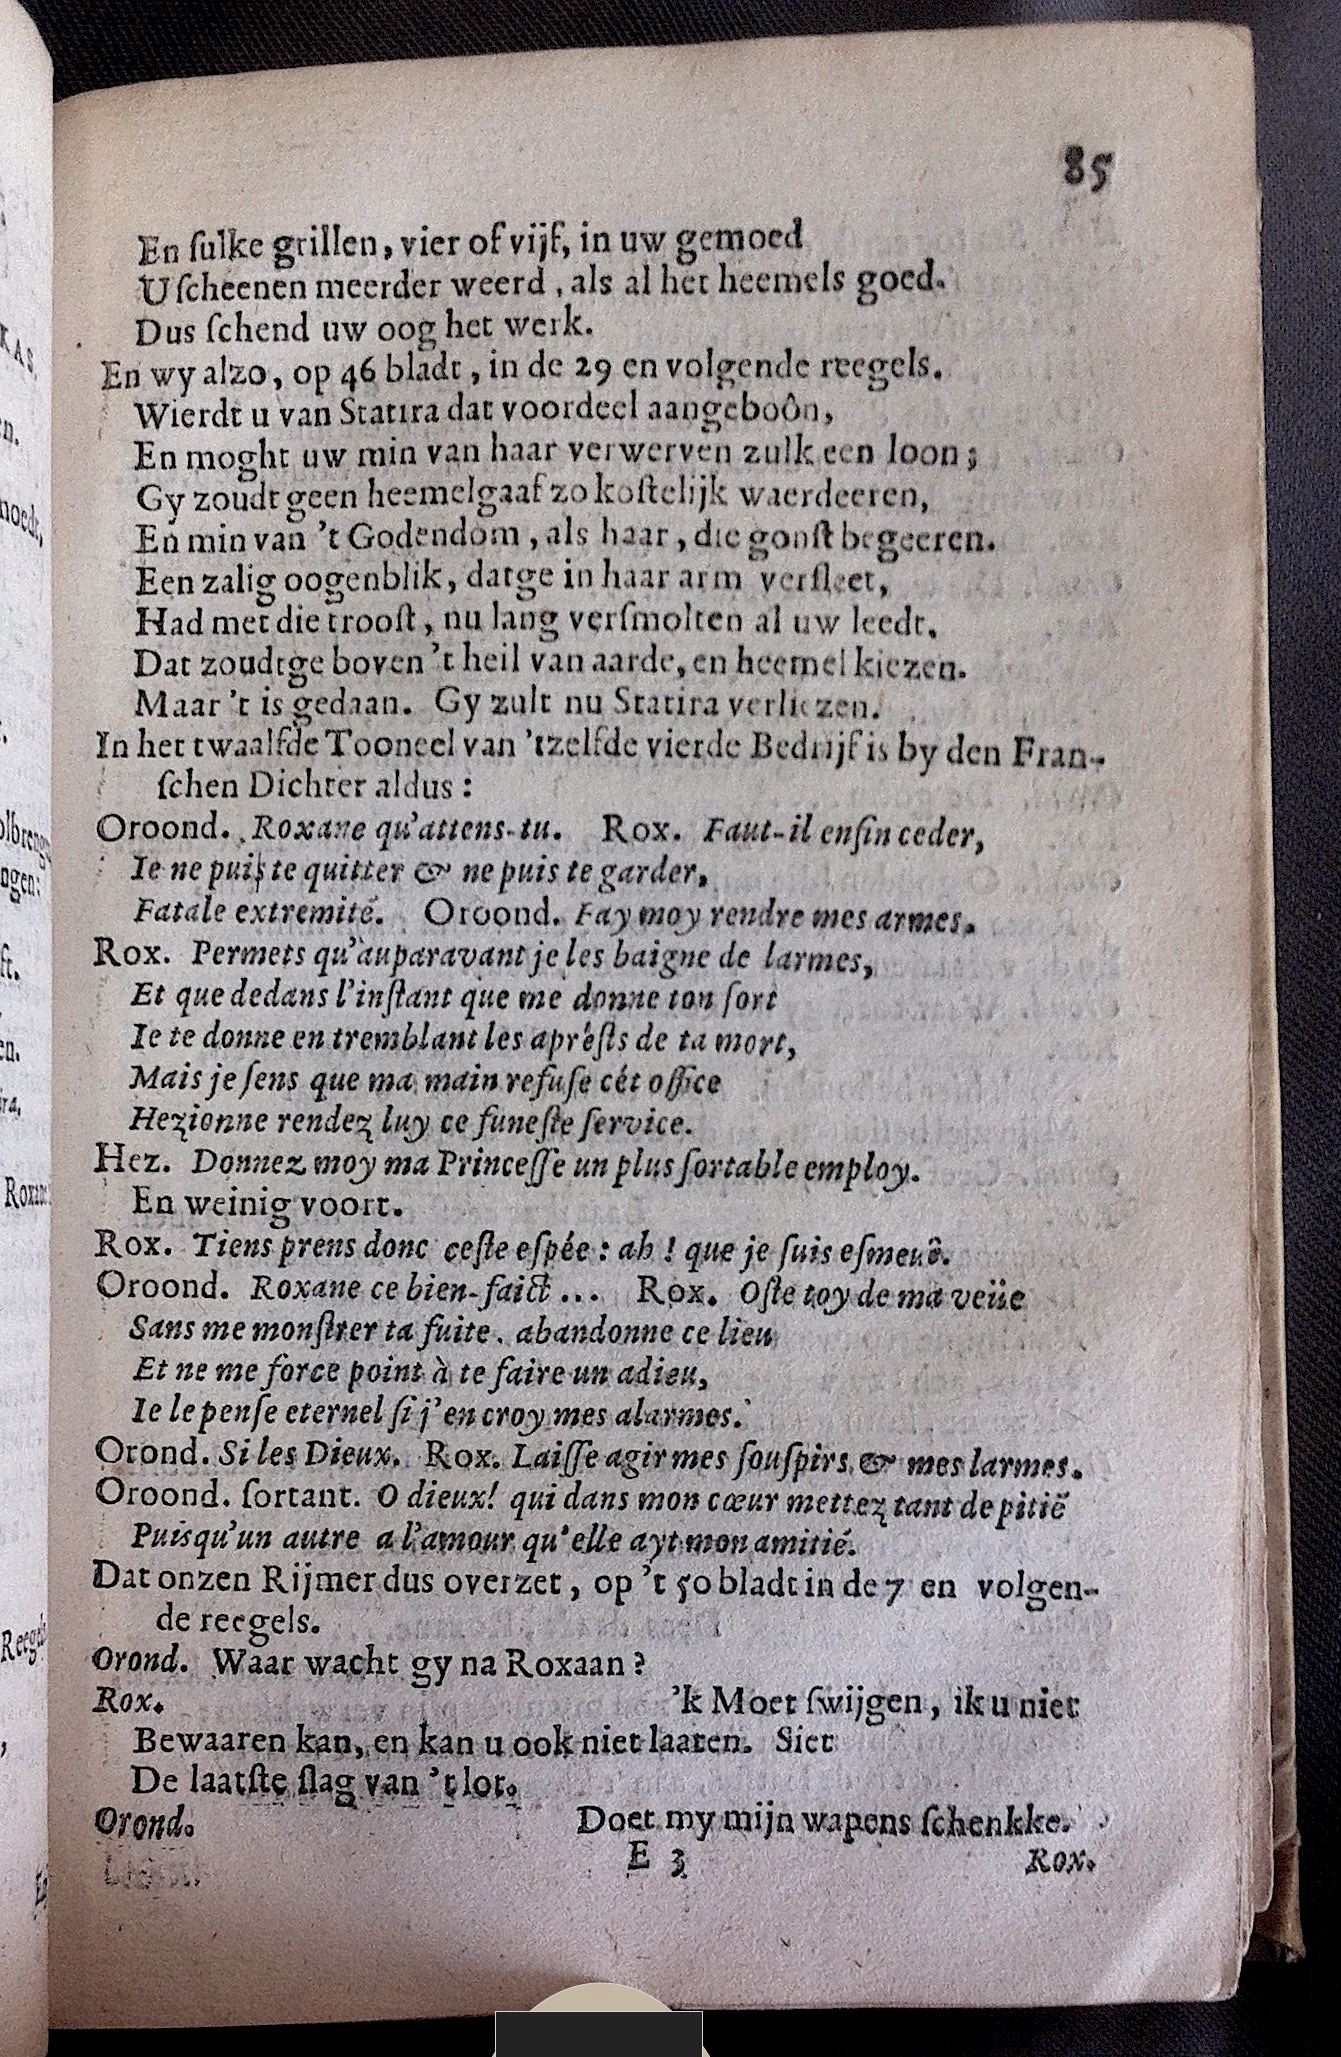 85
En ſulke grillen, vier of vijf, in uw gemoed
U ſcheenen meerder weerd, als al het heemels goed.
Dus ſchend uw oog het werk.
En wy alzo, op 46 bladt, in de 29 en volgende reegels.
Wierdt u van Statira dat voordeel aangeboôn,
En moght uw min van haar verwerven zulk een loon;
Gy zoudt geen heemelgaaf zo koſtelijk waerdeeren,
En min van 't Godendom, als haar, die gonſt begeeren.
Een zalig oogenblik, datge in haar arm verſleet,
Had met die trooſt, nu lang verſmolten al uw leedt,
Dat zoudtge boven 't heil van aarde, en heemel kiezen.
Maar 't is gedaan. Gy zult nu Statira verliezen.
In het twaalfde Tooneel van 'tzelfde vierde Bedrijf is by den Fran-
ſchen Dichter aldus:
Oroond. Roxane qu'attens-tu. Rox. Faut-il enfin ceder,
Ie ne puis te quitter & ne puis te garder,
Fatale extremité. Oroond. Fay moy rendre mes armes.
Rox. Permets qu'auparavant je les baigne de larmes,
Et que dedans l'inſtant que me donne ton ſort
Ie te donne en tremblant les apr'éſts de ta mort,
Mais je ſens que ma main refuſe cét office
Hezionne rendez luy ce funeſte ſervice.
Hez. Donnez moy ma Princeſſe un plus ſortable employ.
En weinig voort.
Rox. Tiens prens donc ceſte eſpée: ah! que je ſuis eſmeuë.
Oroond. Roxane ce bien-faict... Rox. Oſte toy de ma veüe
Sans me monſtrer ta fuite, abandonne ce lieu
Et ne me force point à te faire un adieu,
Ie le penſe eternel ſi j'en croy mes alarmes.
Orond. Si les Dieux. Rox. Laiſſe agir mes ſouſpirs & mes larmes.
Oroond. ſortant. O dieux! qui dans mon cœur mettez tant de pitië
Puisqu'un autre a l'amour qu'elle ayt mon amitié.
Dat onzen Rijmer dus overzet, op 't 50 bladt in de 7 en volgen-
de reegels.
Orond. Waar wacht gy na Roxaan?
Rox. 'k Moet ſwijgen, ik u niet
Bewaaren kan, en kan u ook niet laaten. Siet
De laatſte ſlag van 't lot.
Orond. Doet my mijn wapens ſchenkke.
E 3 Rox.